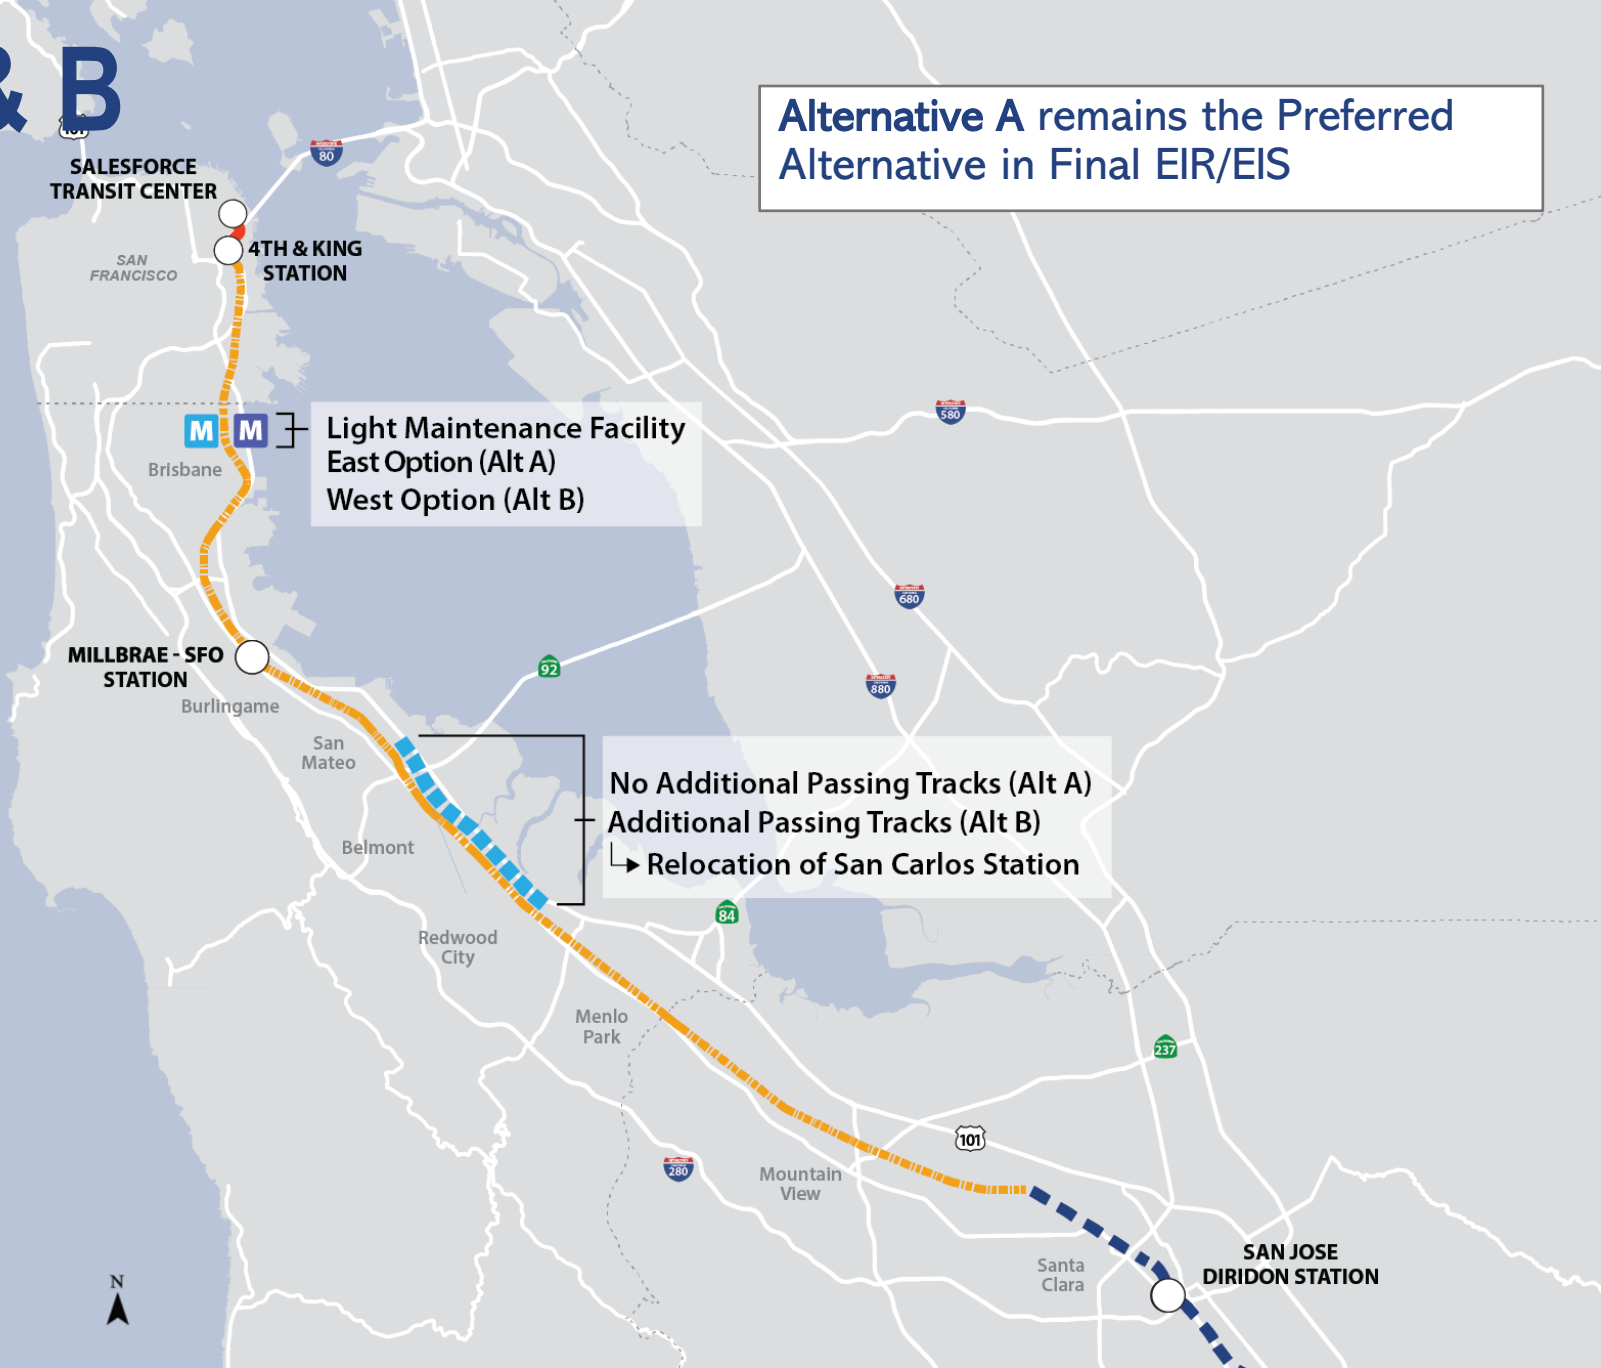 & B
Alternative A remains the Preferred
Alternative in Final EIR/EIS
101
SALESFORCE
TRANSIT CENTER
80
4TH & KING
STATION
SAN
FRANCISCO
580
M M
Light Maintenance Facility
East Option (Alt A)
West Option (Alt B)
Brisbane
680
MILLBRAE - SFO
STATION
92
880
Burlingame
San
Mateo
No Additional Passing Tracks (Alt A)
Additional Passing Tracks (Alt B)
Relocation of San Carlos Station
Belmont
84
Redwood
City
Menlo
Park
237
101
280
Mountain
View
Santa
Clara
SAN JOSE
DIRIDON STATION
N